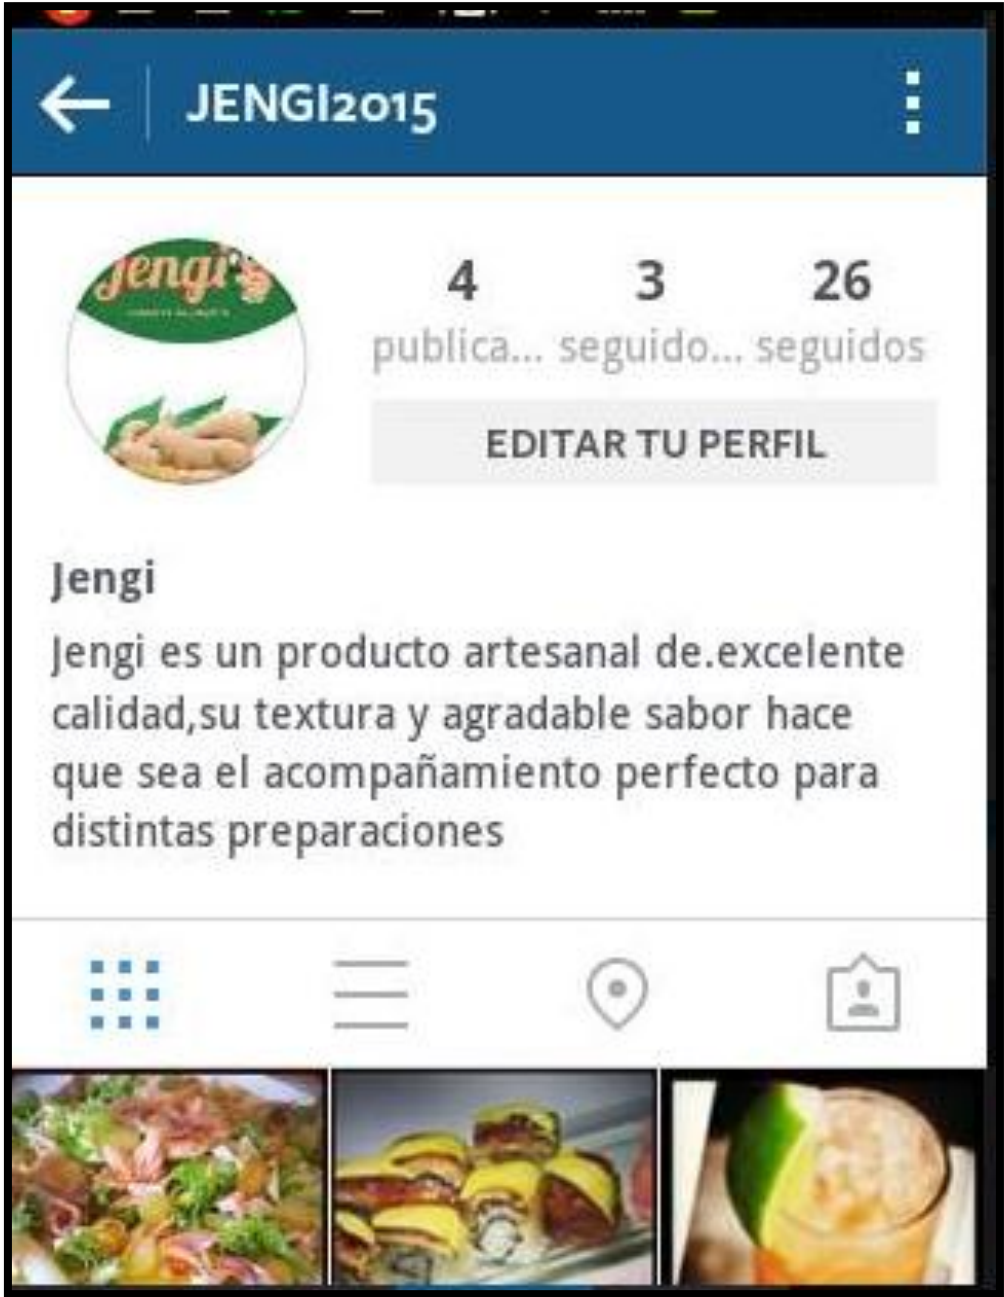 JENGI2015
Jengi
4 3 26
publica... seguido... seguidos
EDITAR TU PERFIL
Jengi
Jengi es un producto artesanal de.excelente
calidad,su textura y agradable sabor hace
que sea el acompañamiento perfecto para
distintas preparaciones